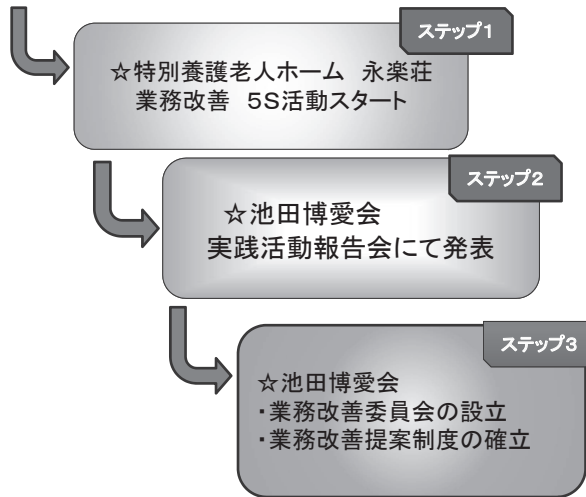 ステップ1
☆特別養護老人ホーム 永楽荘
業務改善 5S活動スタート
ステップ2
☆池田博愛会
実践活動報告会にて発表
ステップ3
☆池田博愛会
・業務改善委員会の設立
・業務改善提案制度の確立